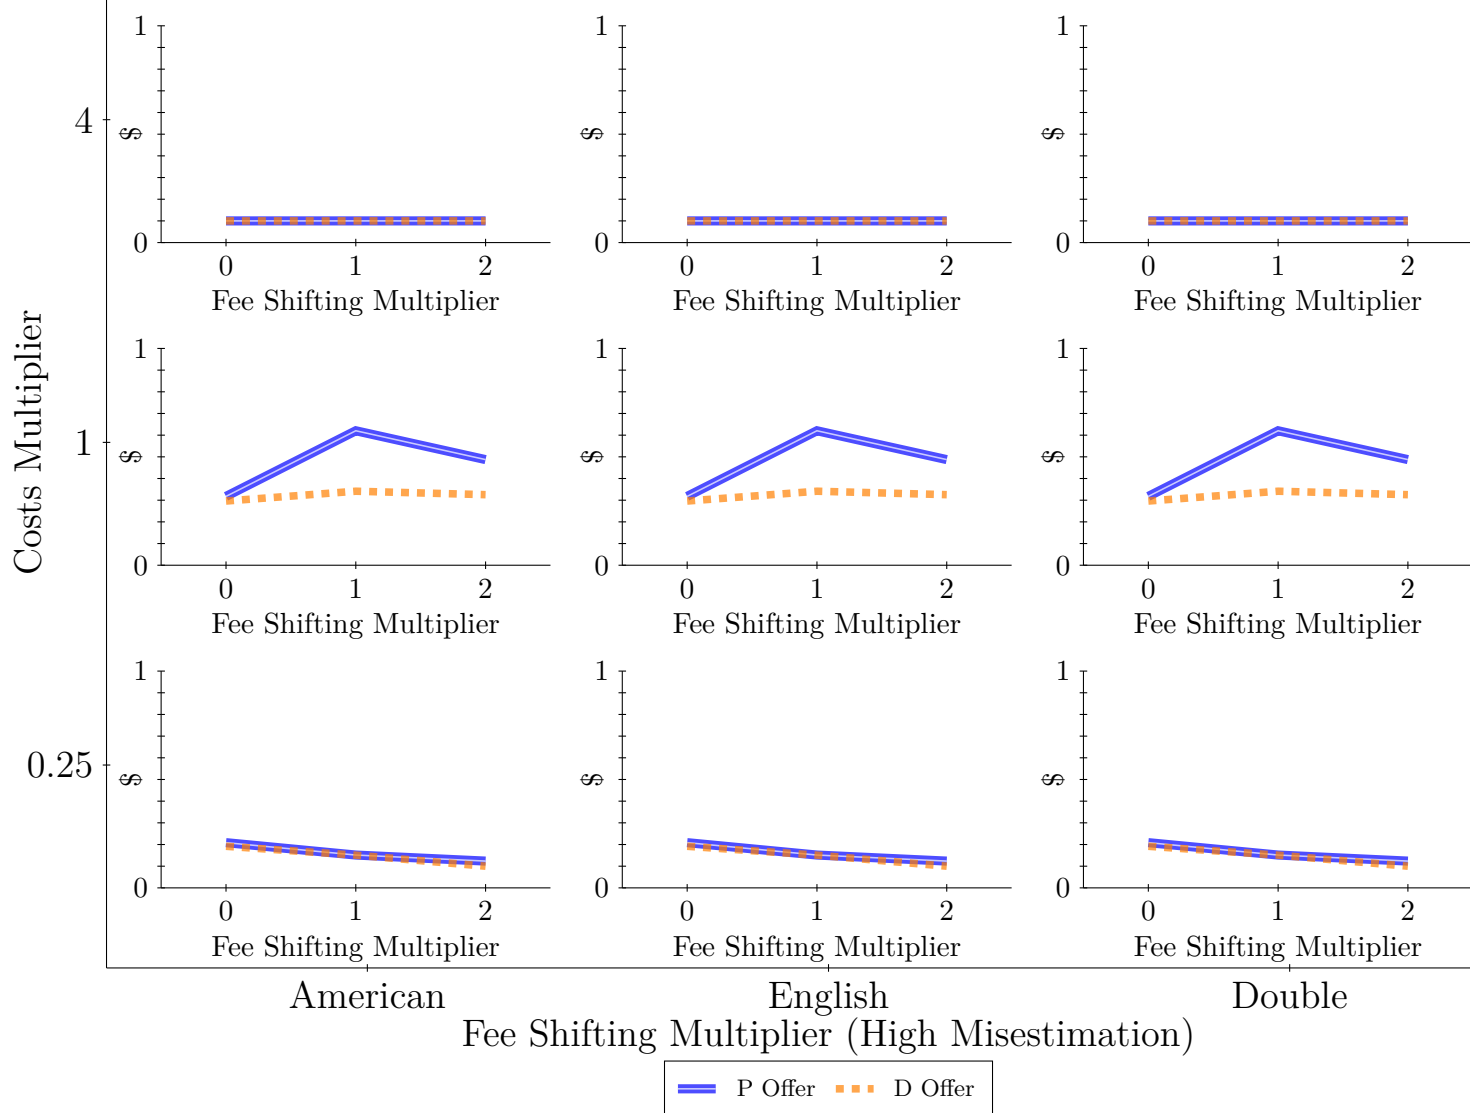 1
$
0
0 1 2
Fee Shifting Multiplier
1
$
0
0 1 2
Fee Shifting Multiplier
1
$
0
0 1 2
Fee Shifting Multiplier
4
1
$
0
0 1 2
Fee Shifting Multiplier
1
$
0
0 1 2
Fee Shifting Multiplier
1
$
0
0 1 2
Fee Shifting Multiplier
1
Costs Multiplier
1
$
0
0 1 2
Fee Shifting Multiplier
1
$
0
0 1 2
Fee Shifting Multiplier
1
$
0
0 1 2
Fee Shifting Multiplier
0.25
American English Double
Fee Shifting Multiplier (High Misestimation)
P Offer D Offer